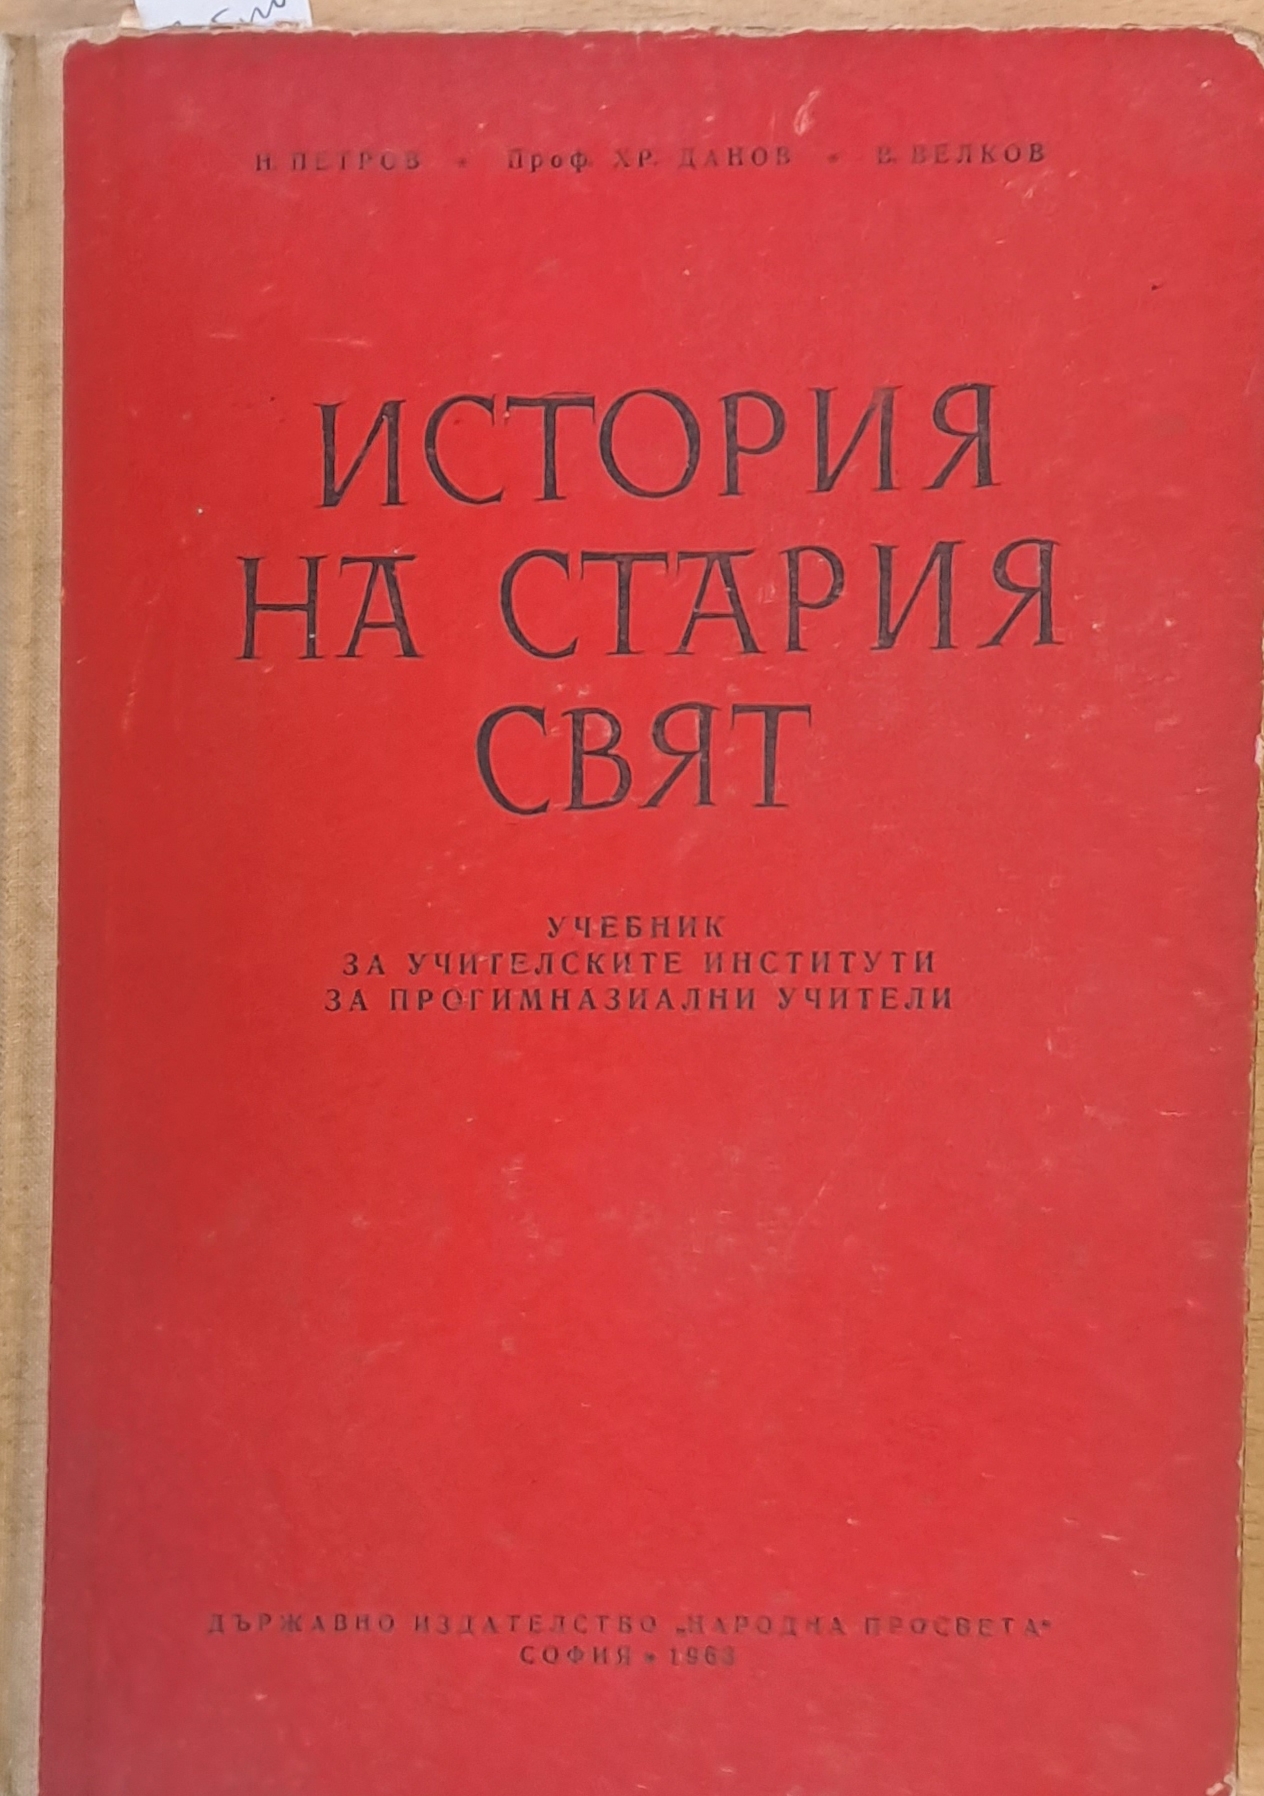 Н. ПЕТРОВ • Проф. ХР. ДАНОВ • В. ВЕЛКОВ
ИСТОРИЯ
НА СТАРИЯ
СВЯТ
УЧЕБНИК
ЗА УЧИТЕЛСКИТЕ ИНСТИТУТИ
ЗА ПРОГИМНАЗИАЛНИ УЧИТЕЛИ
ДЪРЖАВНО ИЗДАТЕЛСТВО „НАРОДНА ПРОСВЕТА“
СОФИЯ • 1963